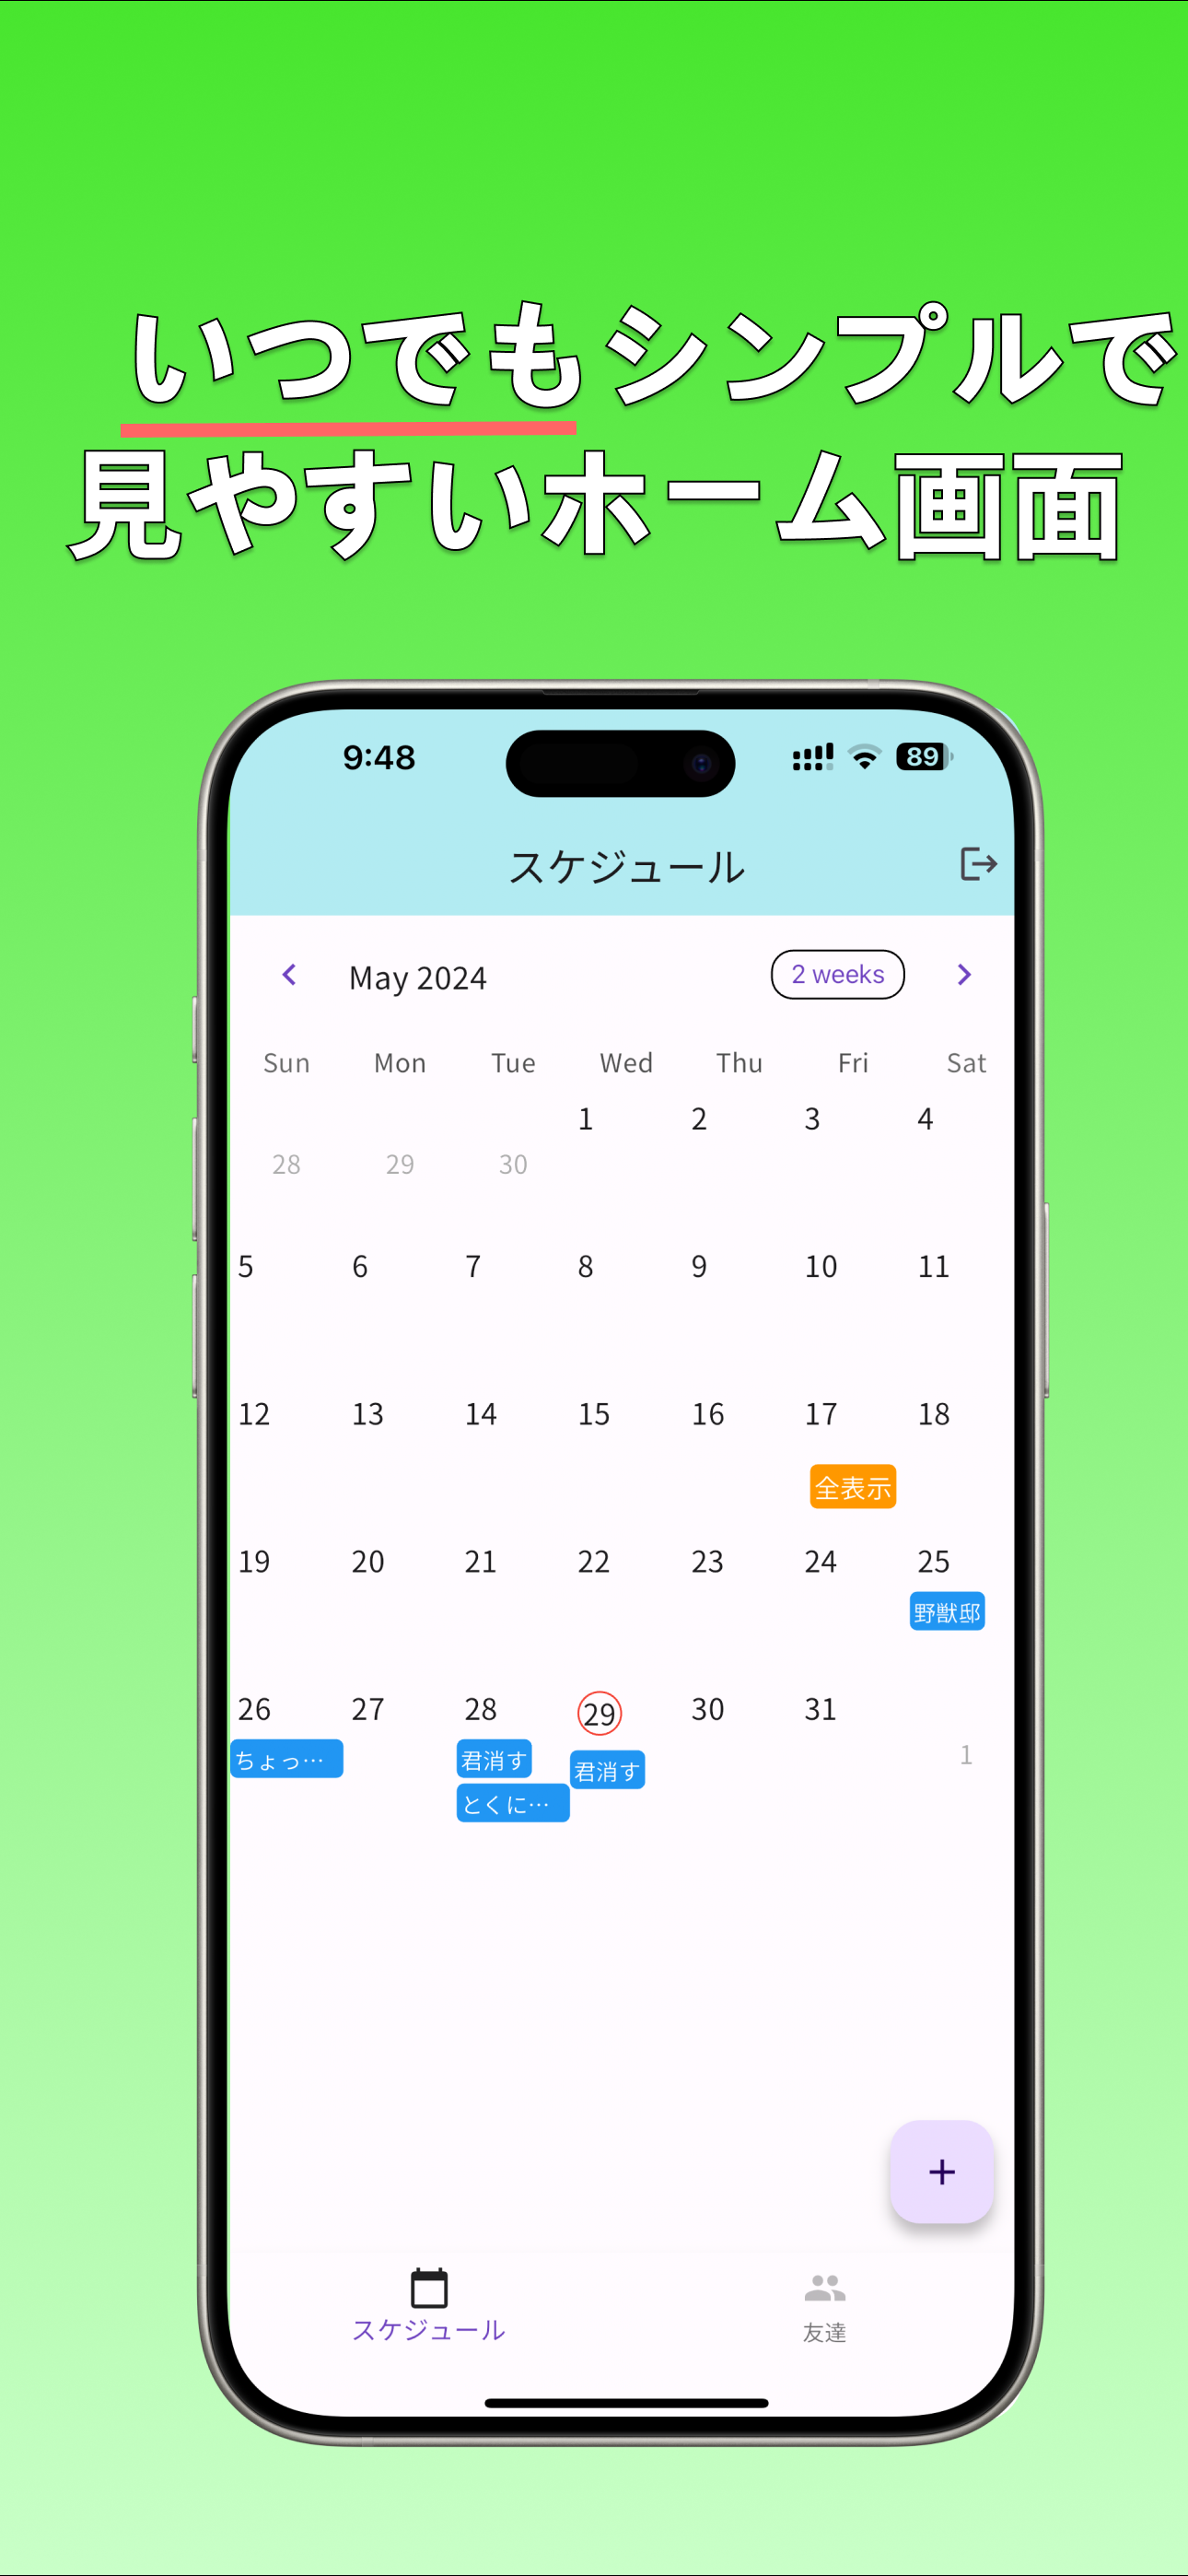 いつでもシンプルで
見やすいホーム画面
9:48 89
スケジュール
May 2024 2 weeks
Sun Mon Tue Wed Thu Fri Sat
28 29 30 1 2 3 4
5 6 7 8 9 10 11
12 13 14 15 16 17 18
全表示
19 20 21 22 23 24 25
野獣邸
26 27 28 29 30 31 1
ちょっ… 君消す 君消す
とくに…
スケジュール 友達